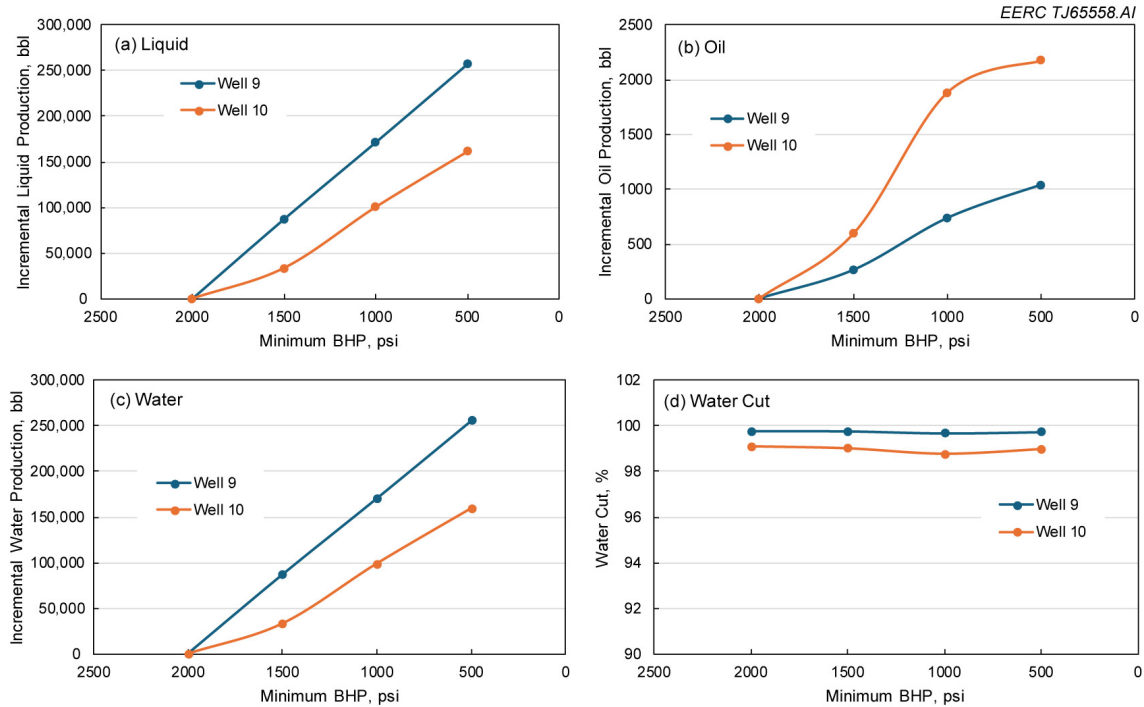 EERC TJ65558.AI
(a) Liquid
Incremental Liquid Production, bbl
300,000
250,000
200,000
150,000
100,000
50,000
0
Well 9
Well 10
2500 2000 1500 1000 500 0
Minimum BHP, psi
(b) Oil
Incremental Oil Production, bbl
2500
2000
1500
1000
500
0
Well 9
Well 10
2500 2000 1500 1000 500 0
Minimum BHP, psi
(c) Water
Incremental Water Production, bbl
300,000
250,000
200,000
150,000
100,000
50,000
0
Well 9
Well 10
2500 2000 1500 1000 500 0
Minimum BHP, psi
(d) Water Cut
Water Cut, %
102
100
98
96
94
92
90
Well 9
Well 10
2500 2000 1500 1000 500 0
Minimum BHP, psi